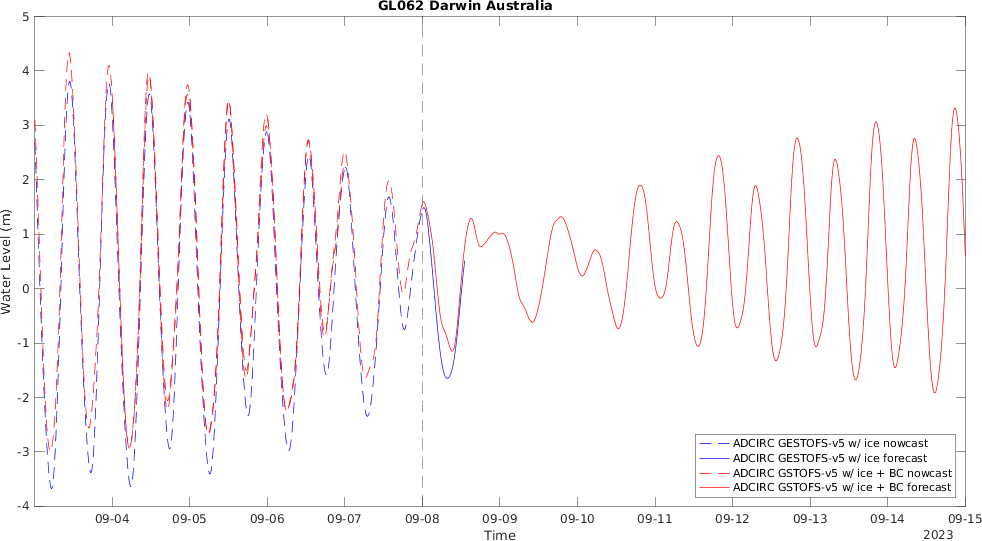 GL062 Darwin Australia
5
4
3
2
1
0
-1
-2
-3
-4
Water Level (m)
09-04 09-05 09-06 09-07 09-08 09-09 09-10 09-11 09-12 09-13 09-14 09-15
Time
2023
ADCIRC GESTOFS-v5 w/ ice nowcast
ADCIRC GESTOFS-v5 w/ ice forecast
ADCIRC GSTOFS-v5 w/ ice + BC nowcast
ADCIRC GSTOFS-v5 w/ ice + BC forecast